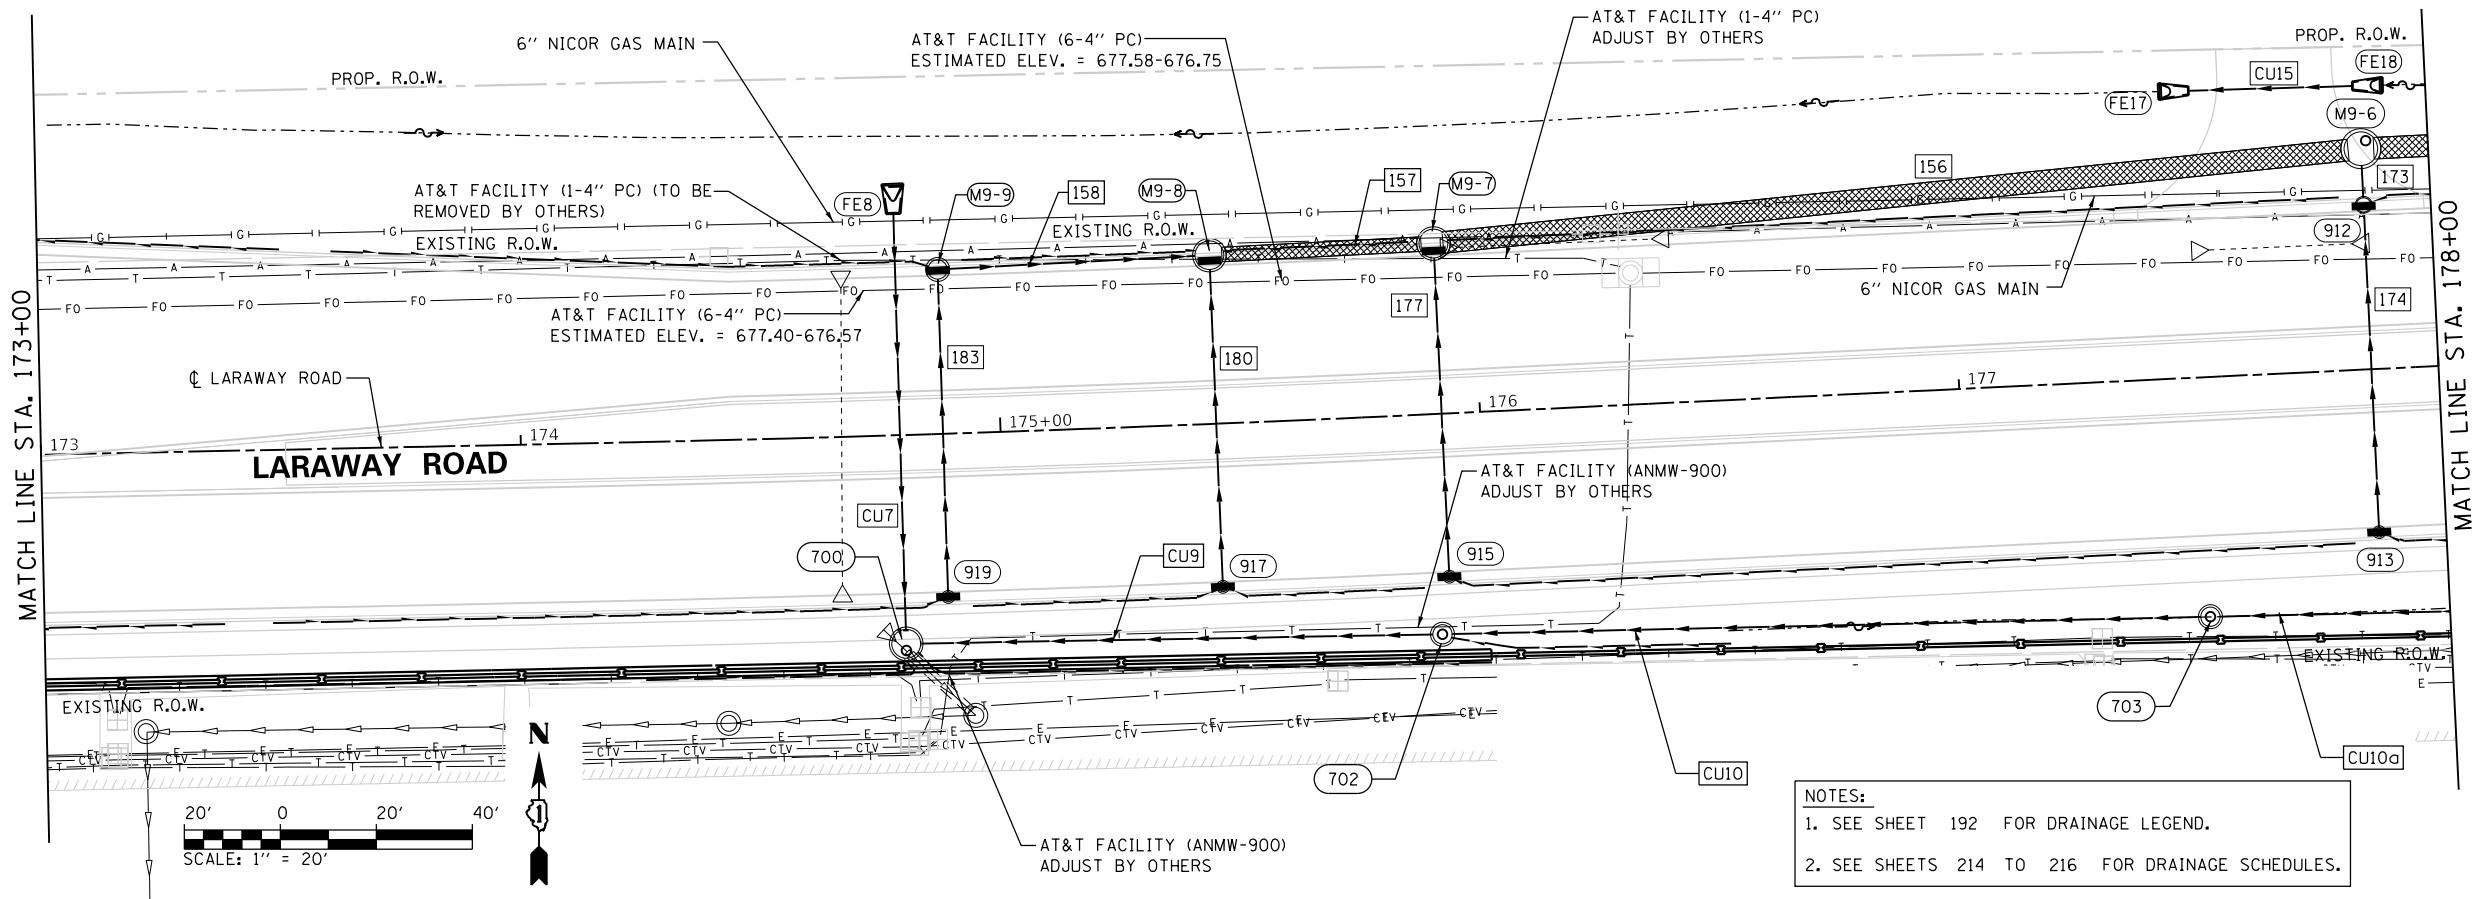 AT&T FACILITY (1-4" PC)
ADJUST BY OTHERS
6" NICOR GAS MAIN
AT&T FACILITY (6-4" PC)
ESTIMATED ELEV. = 677.58-676.75
PROP. R.O.W.
PROP. R.O.W.
CU15
FE18
FE17
M9-6
156
173
AT&T FACILITY (1-4" PC) (TO BE
REMOVED BY OTHERS)
FE8
M9-9
158
M9-8
157
M9-7
EXISTING R.O.W.
EXISTING R.O.W.
912
6" NICOR GAS MAIN
174
177
AT&T FACILITY (6-4" PC)
ESTIMATED ELEV. = 677.40-676.57
183
180
℄ LARAWAY ROAD
173
174
175+00
176
177
LARAWAY ROAD
MATCH LINE STA. 173+00
MATCH LINE STA. 178+00
AT&T FACILITY (ANMW-900)
ADJUST BY OTHERS
CU7
700
919
CU9
917
915
913
EXISTING R.O.W.
EXISTING R.O.W.
703
702
CU10
CU10a
N
1
20' 0 20' 40'
SCALE: 1" = 20'
AT&T FACILITY (ANMW-900)
ADJUST BY OTHERS
NOTES:
1. SEE SHEET 192 FOR DRAINAGE LEGEND.
2. SEE SHEETS 214 TO 216 FOR DRAINAGE SCHEDULES.